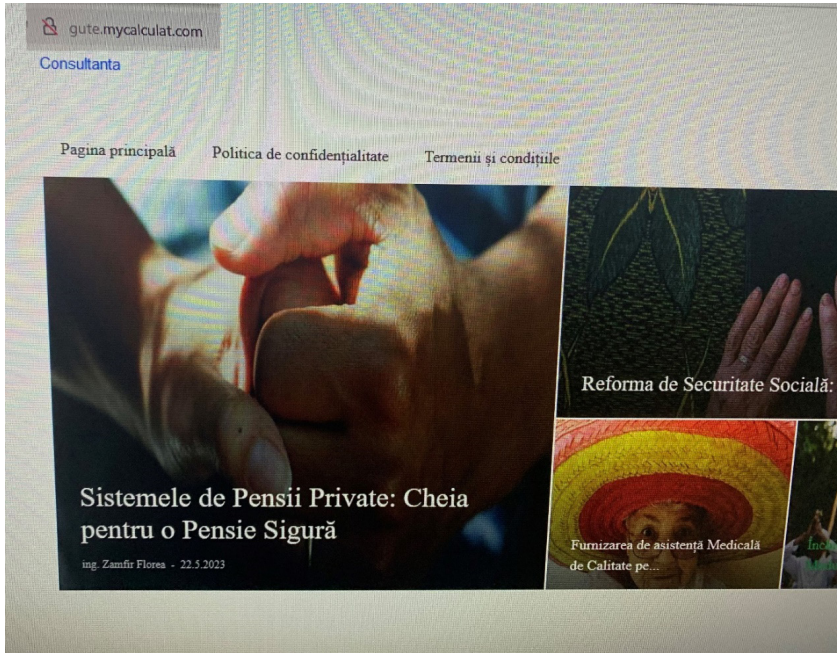 gute.mycalculat.com
Consultanta
Pagina principală
Politica de confidențialitate
Termenii și condițiile
Sistemele de Pensii Private: Cheia
pentru o Pensie Sigură
ing. Zamfir Florea - 22.5.2023
Reforma de Securitate Socială:
Furnizarea de asistență Medicală
de Calitate pe...